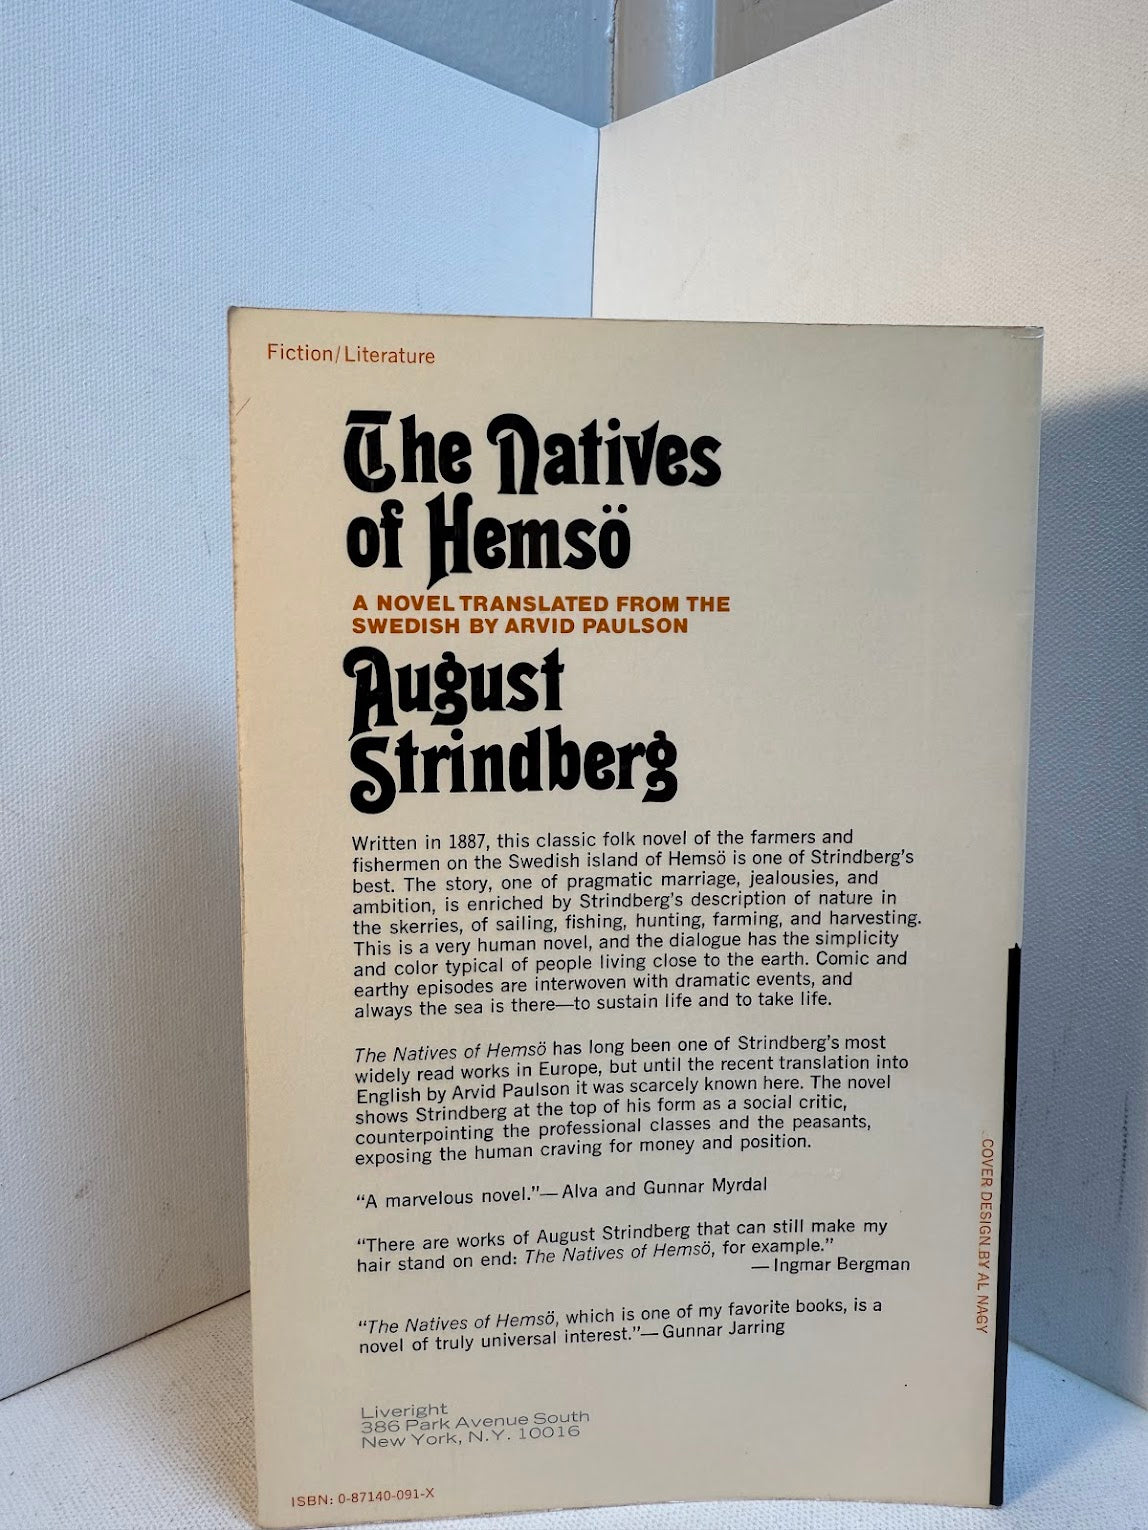 Fiction/Literature
The Natives
of Hemsö
A NOVEL TRANSLATED FROM THE
SWEDISH BY ARVID PAULSON
August
Strindberg
Written in 1887, this classic folk novel of the farmers and
fishermen on the Swedish island of Hemsö is one of Strindberg's
best. The story, one of pragmatic marriage, jealousies, and
ambition, is enriched by Strindberg's description of nature in
the skerries, of sailing, fishing, hunting, farming, and harvesting.
This is a very human novel, and the dialogue has the simplicity
and color typical of people living close to the earth. Comic and
earthy episodes are interwoven with dramatic events, and
always the sea is there—to sustain life and to take life.
The Natives of Hemsö has long been one of Strindberg's most
widely read works in Europe, but until the recent translation into
English by Arvid Paulson it was scarcely known here. The novel
shows Strindberg at the top of his form as a social critic,
counterpointing the professional classes and the peasants,
exposing the human craving for money and position.
"A marvelous novel."—Alva and Gunnar Myrdal
"There are works of August Strindberg that can still make my
hair stand on end: The Natives of Hemsö, for example."
—Ingmar Bergman
"The Natives of Hemsö, which is one of my favorite books, is a
novel of truly universal interest."—Gunnar Jarring
COVER DESIGN BY AL NAGY
Liveright
386 Park Avenue South
New York, N.Y. 10016
ISBN: 0-87140-091-X